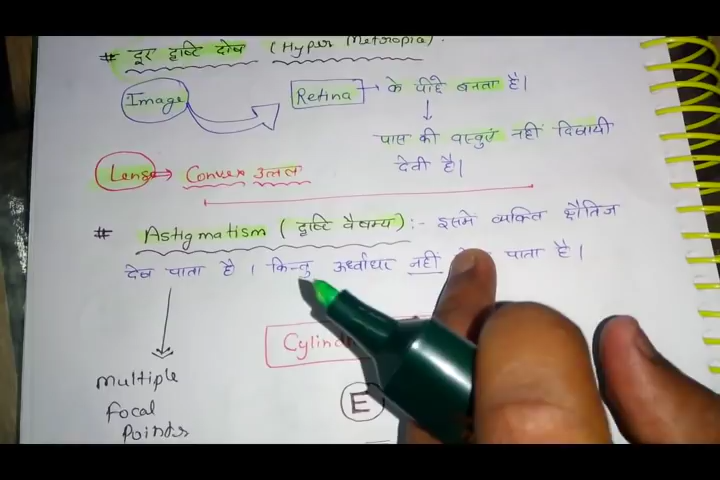 # दूर दृष्टि दोष (Hyper Metropia).
Image Retina → के पीछे बनता है।
पास की वस्तुएं नहीं दिखायी
देती है।
Lens ⇒ Convex उत्तल
# Astigmatism (दृष्टि वैषम्य) :- इसमे व्यक्ति क्षैतिज
देख पाता है । किन्तु ऊर्ध्वाधर नहीं पाता है ।
Multiple
focal
Points
E